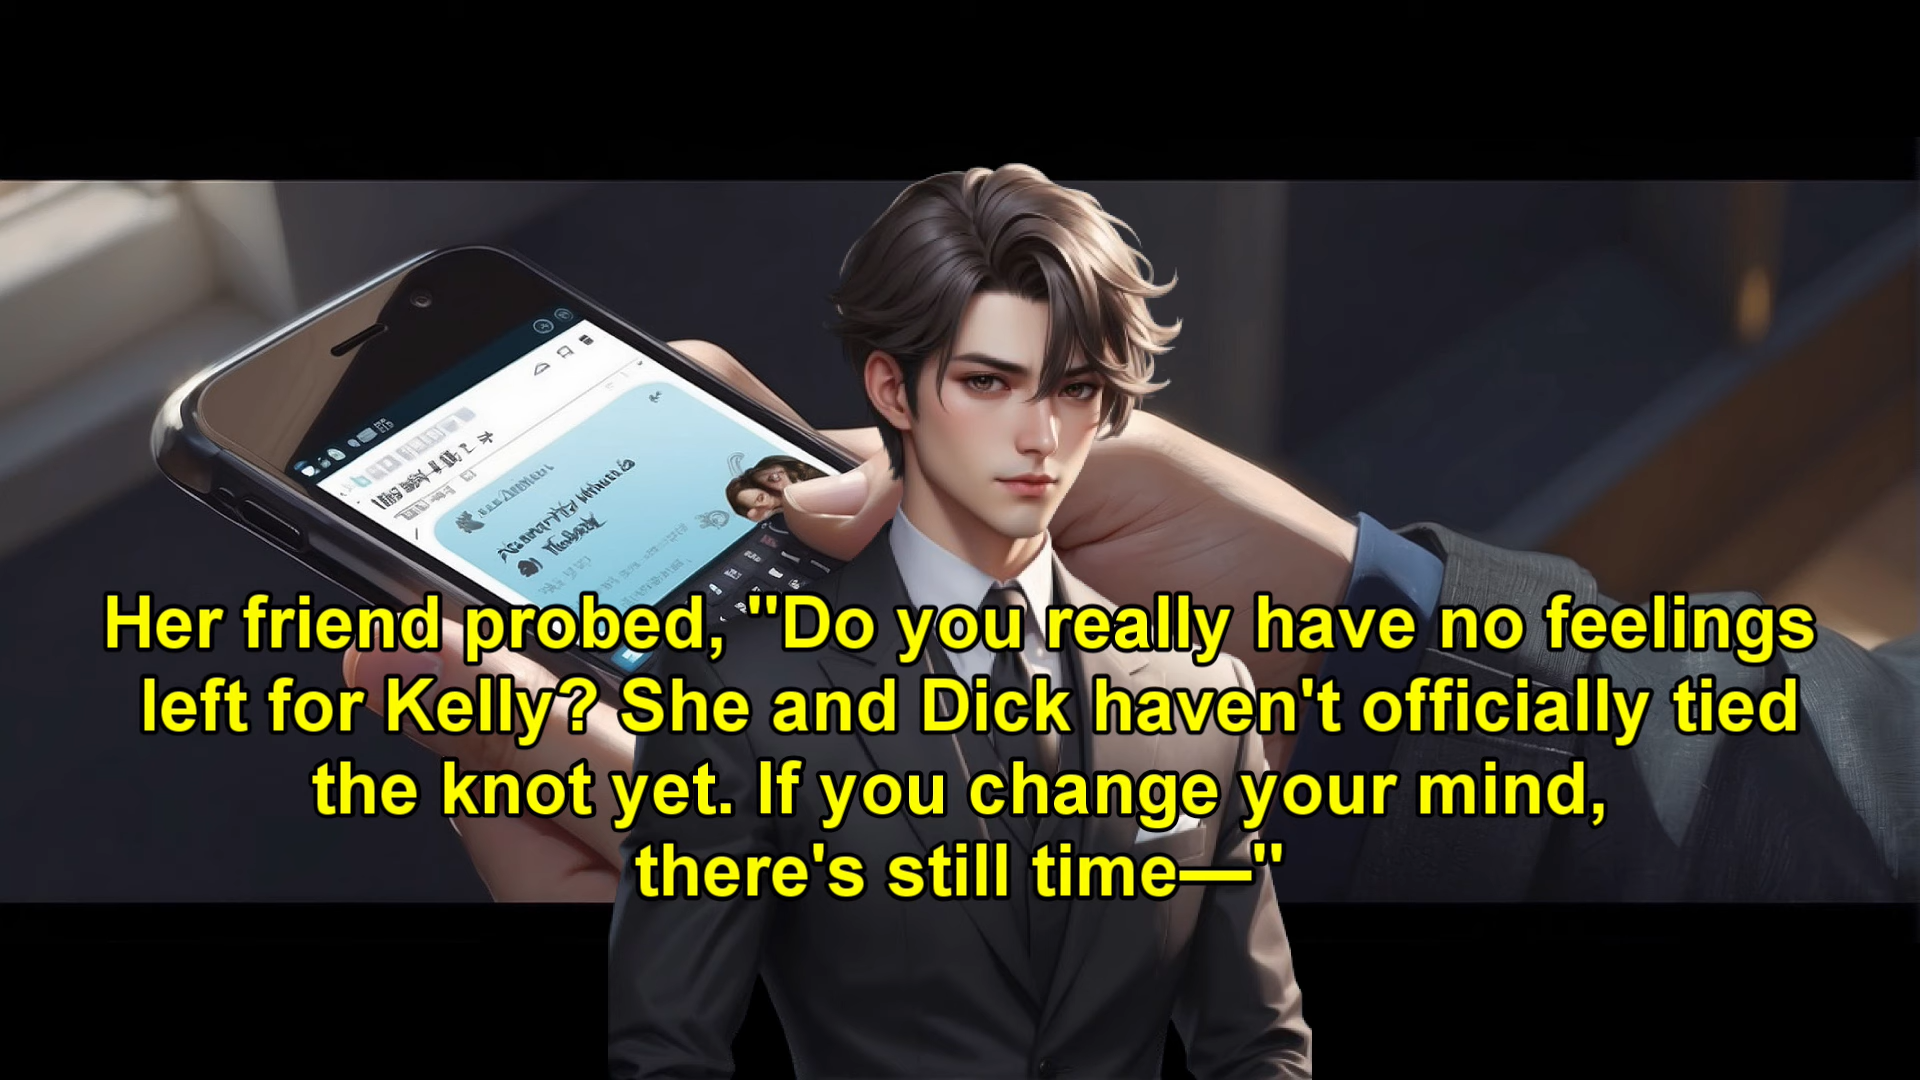 Her friend probed, "Do you really have no feelings
left for Kelly? She and Dick haven't officially tied
the knot yet. If you change your mind,
there's still time—"